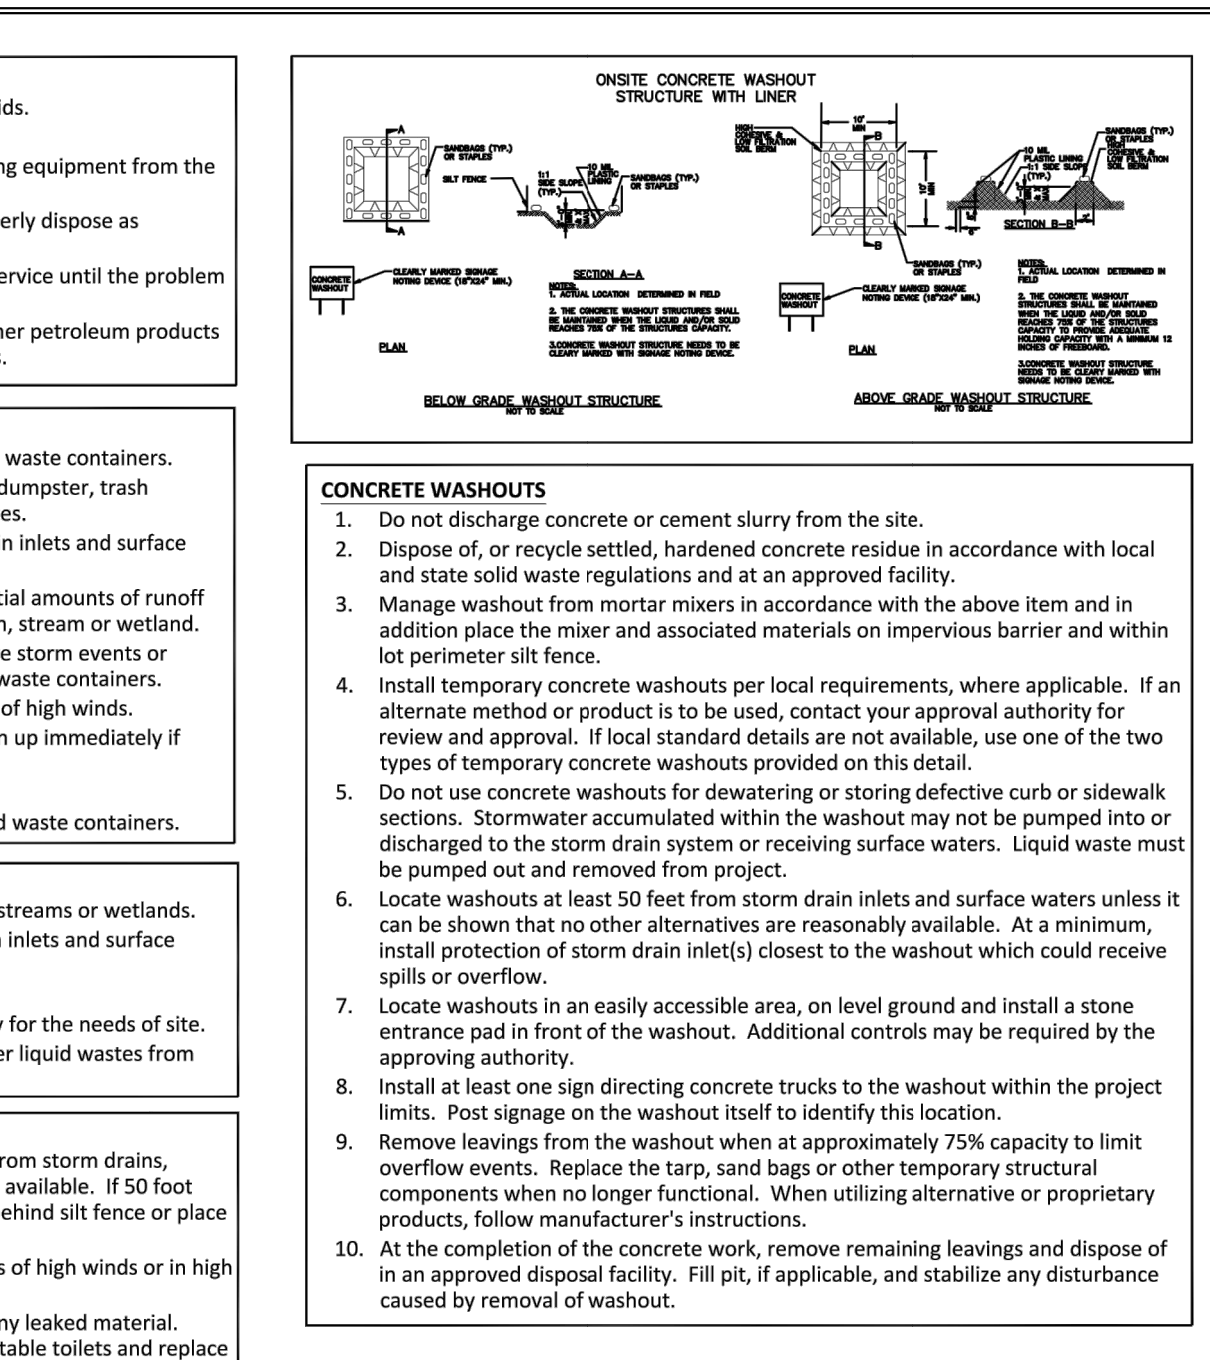 ids.
ng equipment from the
erly dispose as
ervice until the problem
her petroleum products
s.
waste containers.
dumpster, trash
es.
n inlets and surface
tial amounts of runoff
n, stream or wetland.
e storm events or
waste containers.
of high winds.
n up immediately if
d waste containers.
streams or wetlands.
n inlets and surface
y for the needs of site.
er liquid wastes from
rom storm drains,
available.  If 50 foot
ehind silt fence or place
s of high winds or in high
ny leaked material.
table toilets and replace
ONSITE CONCRETE WASHOUT
STRUCTURE WITH LINER
A
A
SANDBAGS (TYP.)
OR STAPLES
SILT FENCE
1:1
SIDE SLOPE
(TYP.)
10 MIL
PLASTIC
LINING
SANDBAGS (TYP.)
OR STAPLES
SECTION A-A
CONCRETE
WASHOUT
CLEARLY MARKED SIGNAGE
NOTING DEVICE (18"X24" MIN.)
PLAN
NOTES:
1. ACTUAL LOCATION DETERMINED IN FIELD
2. THE CONCRETE WASHOUT STRUCTURES SHALL
BE MAINTAINED WHEN THE LIQUID AND/OR SOLID
REACHES 75% OF THE STRUCTURES CAPACITY.
3.CONCRETE WASHOUT STRUCTURE NEEDS TO BE
CLEARY MARKED WITH SIGNAGE NOTING DEVICE.
BELOW GRADE WASHOUT STRUCTURE
NOT TO SCALE
HIGH
COHESIVE &
LOW FILTRATION
SOIL BERM
10'
MIN
B
B
10'
MIN
SANDBAGS (TYP.)
OR STAPLES
10 MIL
PLASTIC LINING
1:1 SIDE SLOPE
(TYP.)
SANDBAGS (TYP.)
OR STAPLES
HIGH
COHESIVE &
LOW FILTRATION
SOIL BERM
SECTION B-B
2'
CONCRETE
WASHOUT
CLEARLY MARKED SIGNAGE
NOTING DEVICE (18"X24" MIN.)
PLAN
NOTES:
1. ACTUAL LOCATION DETERMINED IN
FIELD
2. THE CONCRETE WASHOUT
STRUCTURES SHALL BE MAINTAINED
WHEN THE LIQUID AND/OR SOLID
REACHES 75% OF THE STRUCTURES
CAPACITY TO PROVIDE ADEQUATE
HOLDING CAPACITY WITH A MINIMUM 12
INCHES OF FREEBOARD.
3.CONCRETE WASHOUT STRUCTURE
NEEDS TO BE CLEARY MARKED WITH
SIGNAGE NOTING DEVICE.
ABOVE GRADE WASHOUT STRUCTURE
NOT TO SCALE
CONCRETE WASHOUTS
1. Do not discharge concrete or cement slurry from the site.
2. Dispose of, or recycle settled, hardened concrete residue in accordance with local
and state solid waste regulations and at an approved facility.
3. Manage washout from mortar mixers in accordance with the above item and in
addition place the mixer and associated materials on impervious barrier and within
lot perimeter silt fence.
4. Install temporary concrete washouts per local requirements, where applicable.  If an
alternate method or product is to be used, contact your approval authority for
review and approval.  If local standard details are not available, use one of the two
types of temporary concrete washouts provided on this detail.
5. Do not use concrete washouts for dewatering or storing defective curb or sidewalk
sections.  Stormwater accumulated within the washout may not be pumped into or
discharged to the storm drain system or receiving surface waters.  Liquid waste must
be pumped out and removed from project.
6. Locate washouts at least 50 feet from storm drain inlets and surface waters unless it
can be shown that no other alternatives are reasonably available.  At a minimum,
install protection of storm drain inlet(s) closest to the washout which could receive
spills or overflow.
7. Locate washouts in an easily accessible area, on level ground and install a stone
entrance pad in front of the washout.  Additional controls may be required by the
approving authority.
8. Install at least one sign directing concrete trucks to the washout within the project
limits.  Post signage on the washout itself to identify this location.
9. Remove leavings from the washout when at approximately 75% capacity to limit
overflow events.  Replace the tarp, sand bags or other temporary structural
components when no longer functional.  When utilizing alternative or proprietary
products, follow manufacturer's instructions.
10. At the completion of the concrete work, remove remaining leavings and dispose of
in an approved disposal facility.  Fill pit, if applicable, and stabilize any disturbance
caused by removal of washout.